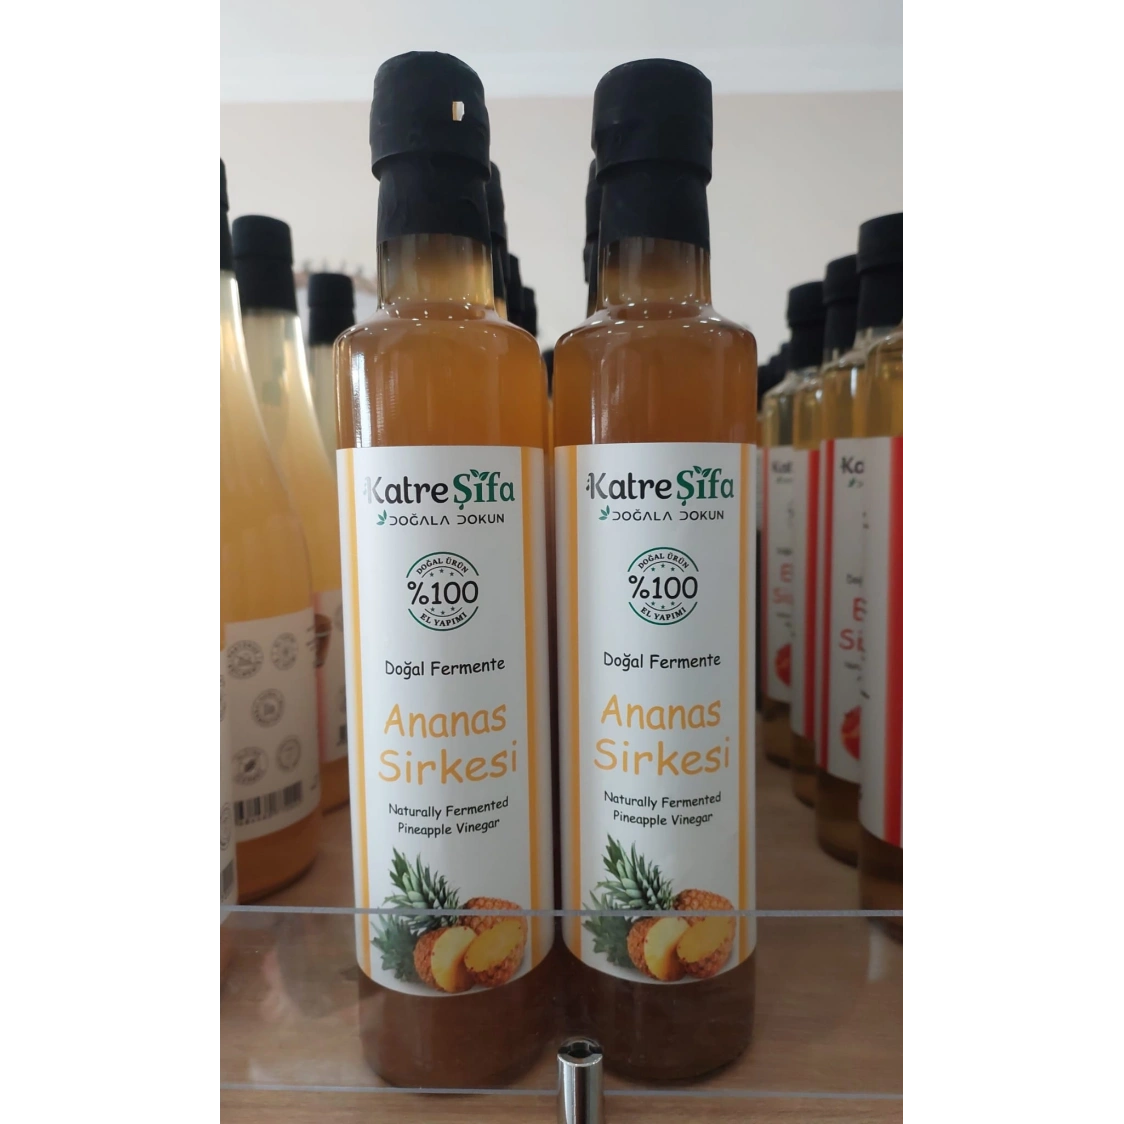 Katre Şifa
DOĞALA DOKUN
DOĞAL ÜRÜN
%100
EL YAPIMI
Doğal Fermente
Ananas
Sirkesi
Naturally Fermented
Pineapple Vinegar
Katre Şifa
DOĞALA DOKUN
DOĞAL ÜRÜN
%100
EL YAPIMI
Doğal Fermente
Ananas
Sirkesi
Naturally Fermented
Pineapple Vinegar